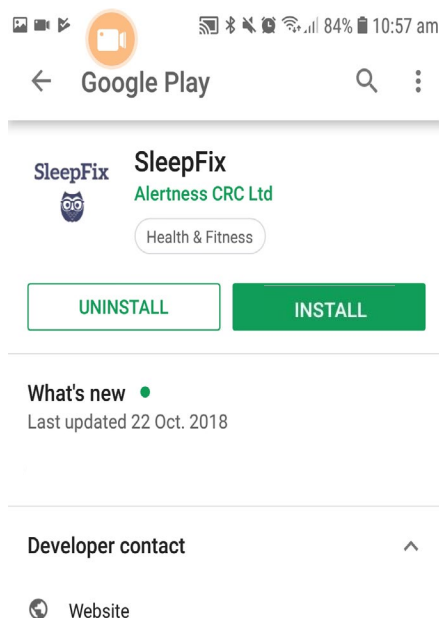 84% 10:57 am
Google Play
SleepFix
SleepFix
Alertness CRC Ltd
Health & Fitness
UNINSTALL
INSTALL
What's new
Last updated 22 Oct. 2018
Developer contact
Website